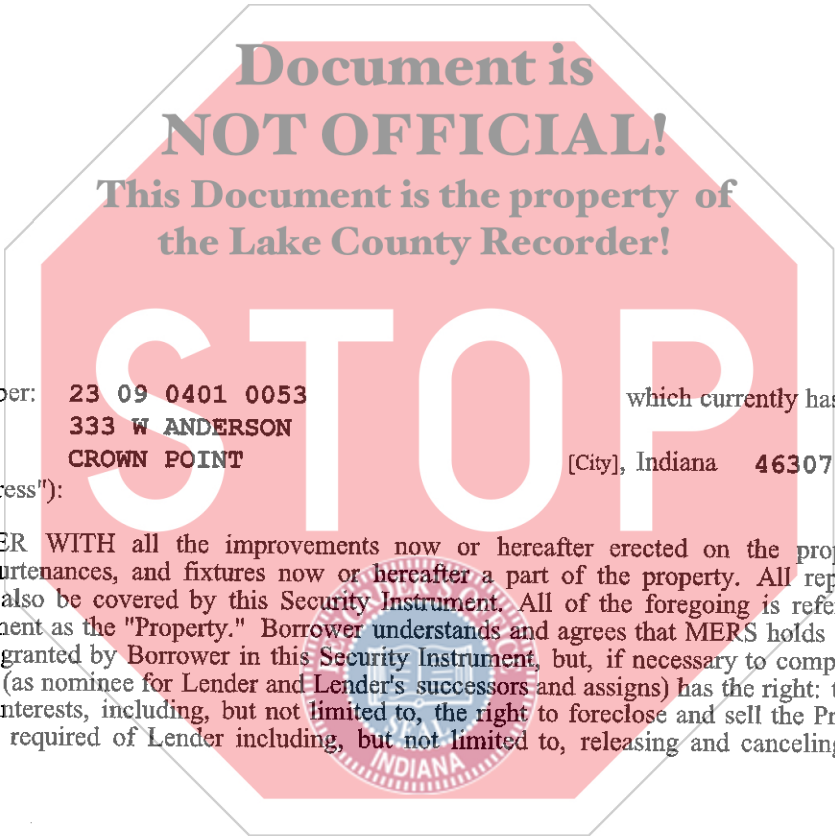 Document is
NOT OFFICIAL!
This Document is the property of
the Lake County Recorder!
STOP
ber: 23 09 0401 0053 which currently has
333 W ANDERSON
CROWN POINT [City], Indiana 46307
ress"):
ER WITH all the improvements now or hereafter erected on the prop
urtenances, and fixtures now or hereafter a part of the property. All rep
also be covered by this Security Instrument. All of the foregoing is refe
nent as the "Property." Borrower understands and agrees that MERS holds
granted by Borrower in this Security Instrument, but, if necessary to comp
(as nominee for Lender and Lender's successors and assigns) has the right: t
nterests, including, but not limited to, the right to foreclose and sell the Pr
required of Lender including, but not limited to, releasing and canceling
SEAL
INDIANA